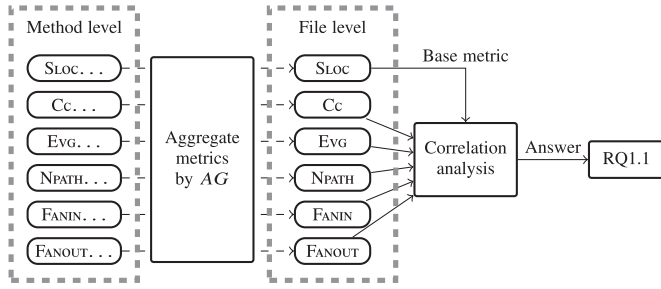 Method level
File level
SLOC...
SLOC
Base metric
CC...
CC
EVG...
Aggregate
metrics
by AG
EVG
Correlation
analysis
Answer
RQ1.1
NPATH...
NPATH
FANIN...
FANIN
FANOUT...
FANOUT